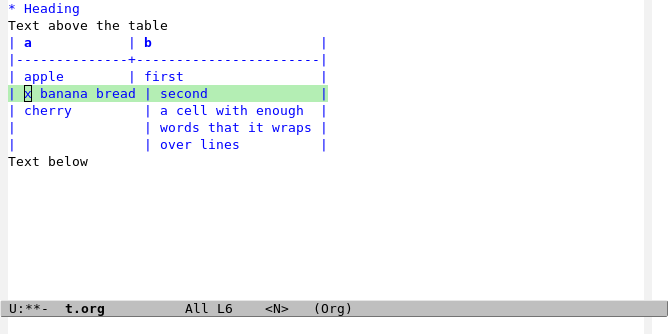 * Heading
Text above the table
| a            | b                     |
|--------------+-----------------------|
| apple        | first                 |
| x banana bread | second              |
| cherry         | a cell with enough  |
|                | words that it wraps |
|                | over lines          |
Text below
U:**-  t.org          All L6    <N>   (Org)